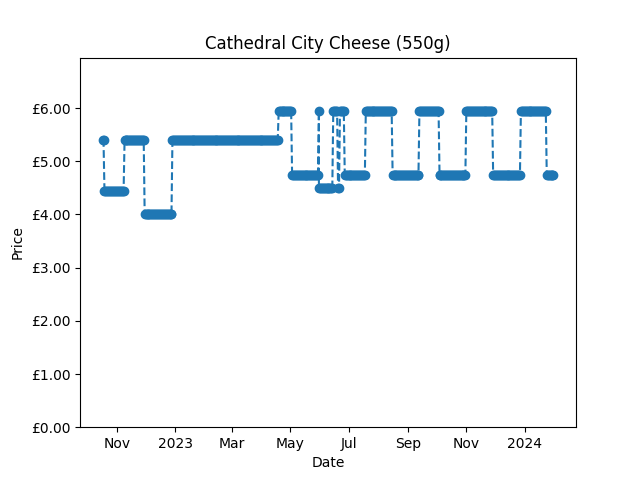 Cathedral City Cheese (550g)
£6.00
£5.00
£4.00
£3.00
£2.00
£1.00
£0.00
Price
Nov 2023 Mar May Jul Sep Nov 2024
Date